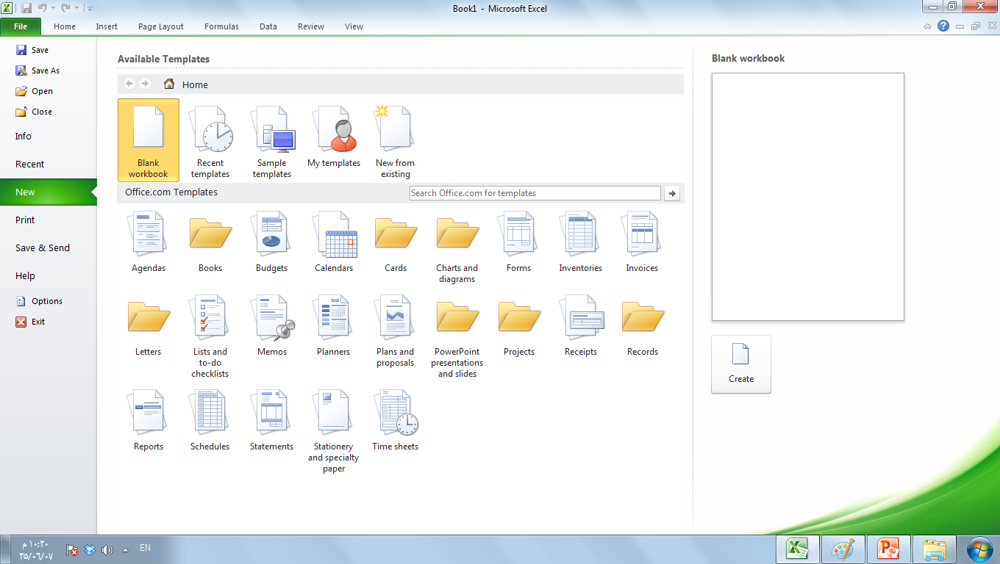 Book1 - Microsoft Excel
File Home Insert Page Layout Formulas Data Review View
Save
Save As
Open
Close
Info
Recent
New
Print
Save & Send
Help
Options
Exit
Available Templates
Home
Blank workbook
Recent templates
Sample templates
My templates
New from existing
Office.com Templates
Search Office.com for templates
Agendas
Books
Budgets
Calendars
Cards
Charts and diagrams
Forms
Inventories
Invoices
Letters
Lists and to-do checklists
Memos
Planners
Plans and proposals
PowerPoint presentations and slides
Projects
Receipts
Records
Reports
Schedules
Statements
Stationery and specialty paper
Time sheets
Blank workbook
Create
١٠:٢٠ م
٣٥/٠٦/٠٧
EN